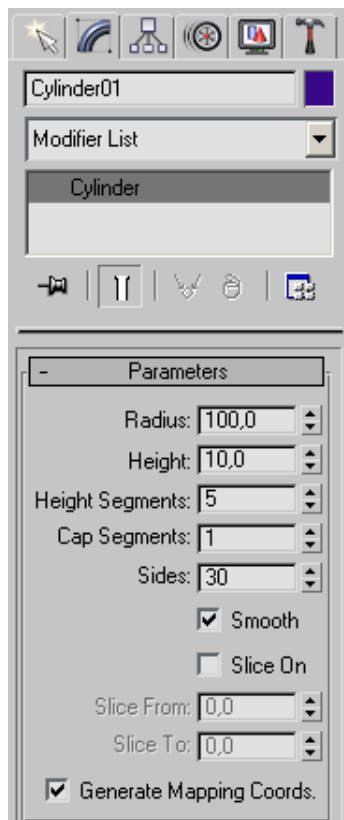 Cylinder01
Modifier List
Cylinder
- Parameters
Radius: 100,0
Height: 10,0
Height Segments: 5
Cap Segments: 1
Sides: 30
Smooth
Slice On
Slice From: 0,0
Slice To: 0,0
Generate Mapping Coords.